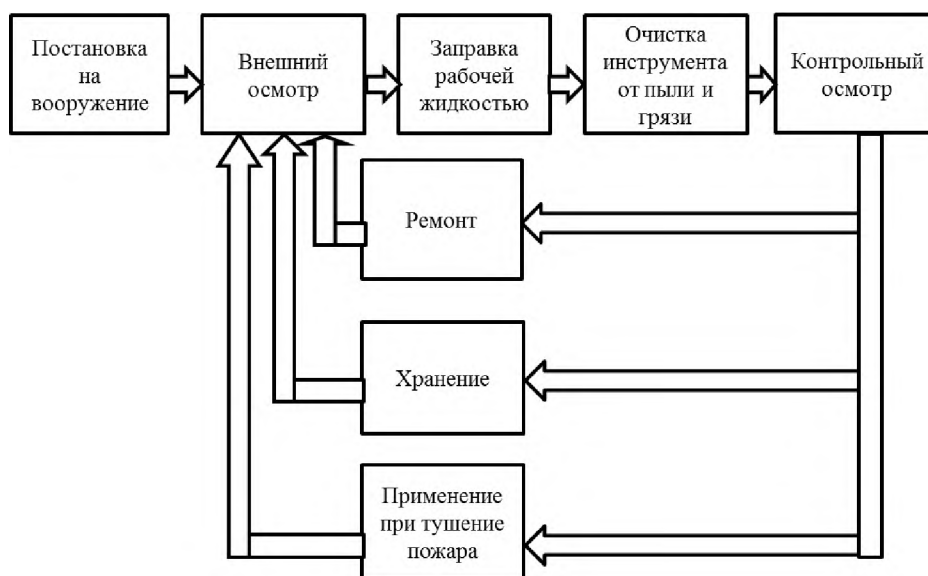 Постановка
на
вооружение
Внешний
осмотр
Заправка
рабочей
жидкостью
Очистка
инструмента
от пыли и
грязи
Контрольный
осмотр
Ремонт
Хранение
Применение
при тушение
пожара